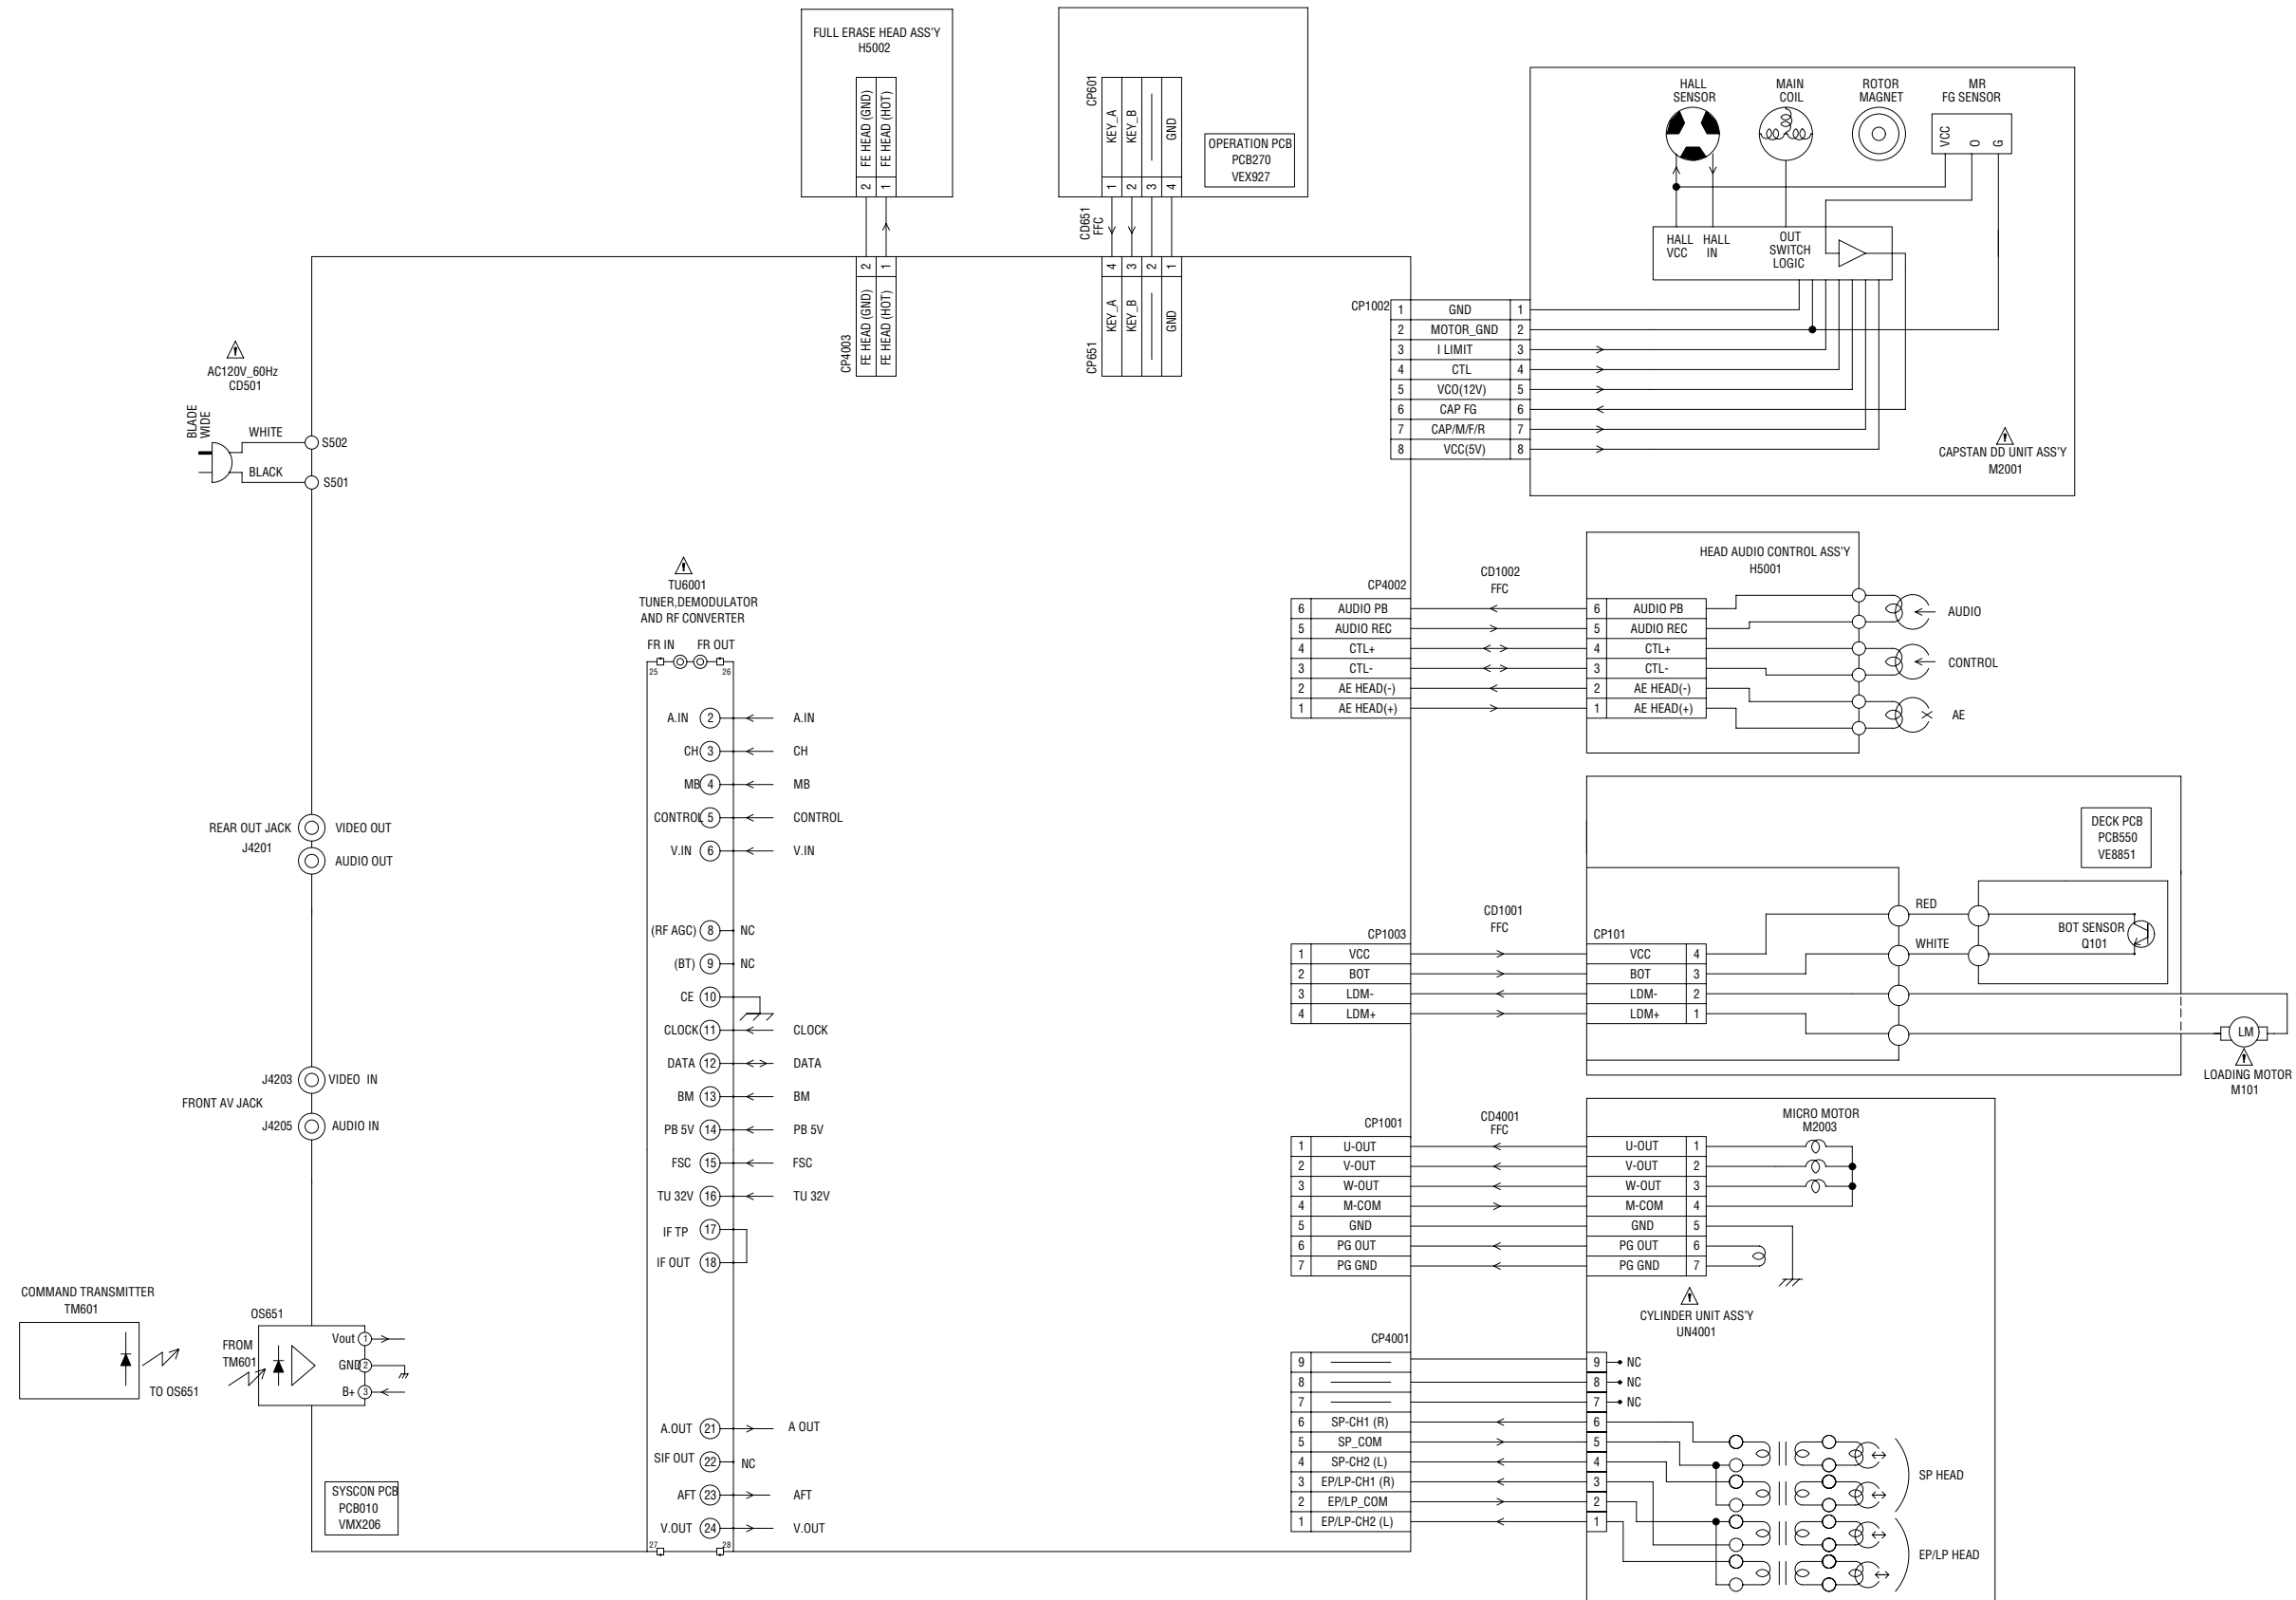 FULL ERASE HEAD ASS'Y
H5002
FE HEAD (GND)
FE HEAD (HOT)
2
1
2
1
FE HEAD (GND)
FE HEAD (HOT)
CP4003
CP601
KEY_A
KEY_B
GND
1
2
3
4
OPERATION PCB
PCB270
VEX927
CD651
FFC
4
3
2
1
KEY_A
KEY_B
GND
CP651
HALL
SENSOR
MAIN
COIL
ROTOR
MAGNET
MR
FG SENSOR
VCC
O
G
HALL
VCC
HALL
IN
OUT
SWITCH
LOGIC
CP1002
1 GND 1
2 MOTOR_GND 2
3 I LIMIT 3
4 CTL 4
5 VCO(12V) 5
6 CAP FG 6
7 CAP/M/F/R 7
8 VCC(5V) 8
CAPSTAN DD UNIT ASS'Y
M2001
AC120V_60Hz
CD501
BLADE
WIDE
WHITE
S502
BLACK
S501
TU6001
TUNER,DEMODULATOR
AND RF CONVERTER
FR IN FR OUT
25 26
A.IN 2 A.IN
CH 3 CH
MB 4 MB
CONTROL 5 CONTROL
V.IN 6 V.IN
(RF AGC) 8 NC
(BT) 9 NC
CE 10
CLOCK 11 CLOCK
DATA 12 DATA
BM 13 BM
PB 5V 14 PB 5V
FSC 15 FSC
TU 32V 16 TU 32V
IF TP 17
IF OUT 18
A.OUT 21 A OUT
SIF OUT 22 NC
AFT 23 AFT
V.OUT 24 V.OUT
27 28
REAR OUT JACK
J4201
VIDEO OUT
AUDIO OUT
J4203 VIDEO IN
FRONT AV JACK
J4205 AUDIO IN
COMMAND TRANSMITTER
TM601
TO OS651
OS651
FROM
TM601
Vout 1
GND 2
B+ 3
SYSCON PCB
PCB010
VMX206
HEAD AUDIO CONTROL ASS'Y
H5001
CP4002
CD1002
FFC
6 AUDIO PB 6 AUDIO PB
5 AUDIO REC 5 AUDIO REC
4 CTL+ 4 CTL+
3 CTL- 3 CTL-
2 AE HEAD(-) 2 AE HEAD(-)
1 AE HEAD(+) 1 AE HEAD(+)
AUDIO
CONTROL
AE
DECK PCB
PCB550
VE8851
RED
WHITE
BOT SENSOR
Q101
CP1003
CD1001
FFC
CP101
1 VCC VCC 4
2 BOT BOT 3
3 LDM- LDM- 2
4 LDM+ LDM+ 1
LM
LOADING MOTOR
M101
MICRO MOTOR
M2003
CP1001
CD4001
FFC
1 U-OUT U-OUT 1
2 V-OUT V-OUT 2
3 W-OUT W-OUT 3
4 M-COM M-COM 4
5 GND GND 5
6 PG OUT PG OUT 6
7 PG GND PG GND 7
CYLINDER UNIT ASS'Y
UN4001
CP4001
9 9 NC
8 8 NC
7 7 NC
6 SP-CH1 (R) 6
5 SP_COM 5
4 SP-CH2 (L) 4
3 EP/LP-CH1 (R) 3
2 EP/LP_COM 2
1 EP/LP-CH2 (L) 1
SP HEAD
EP/LP HEAD